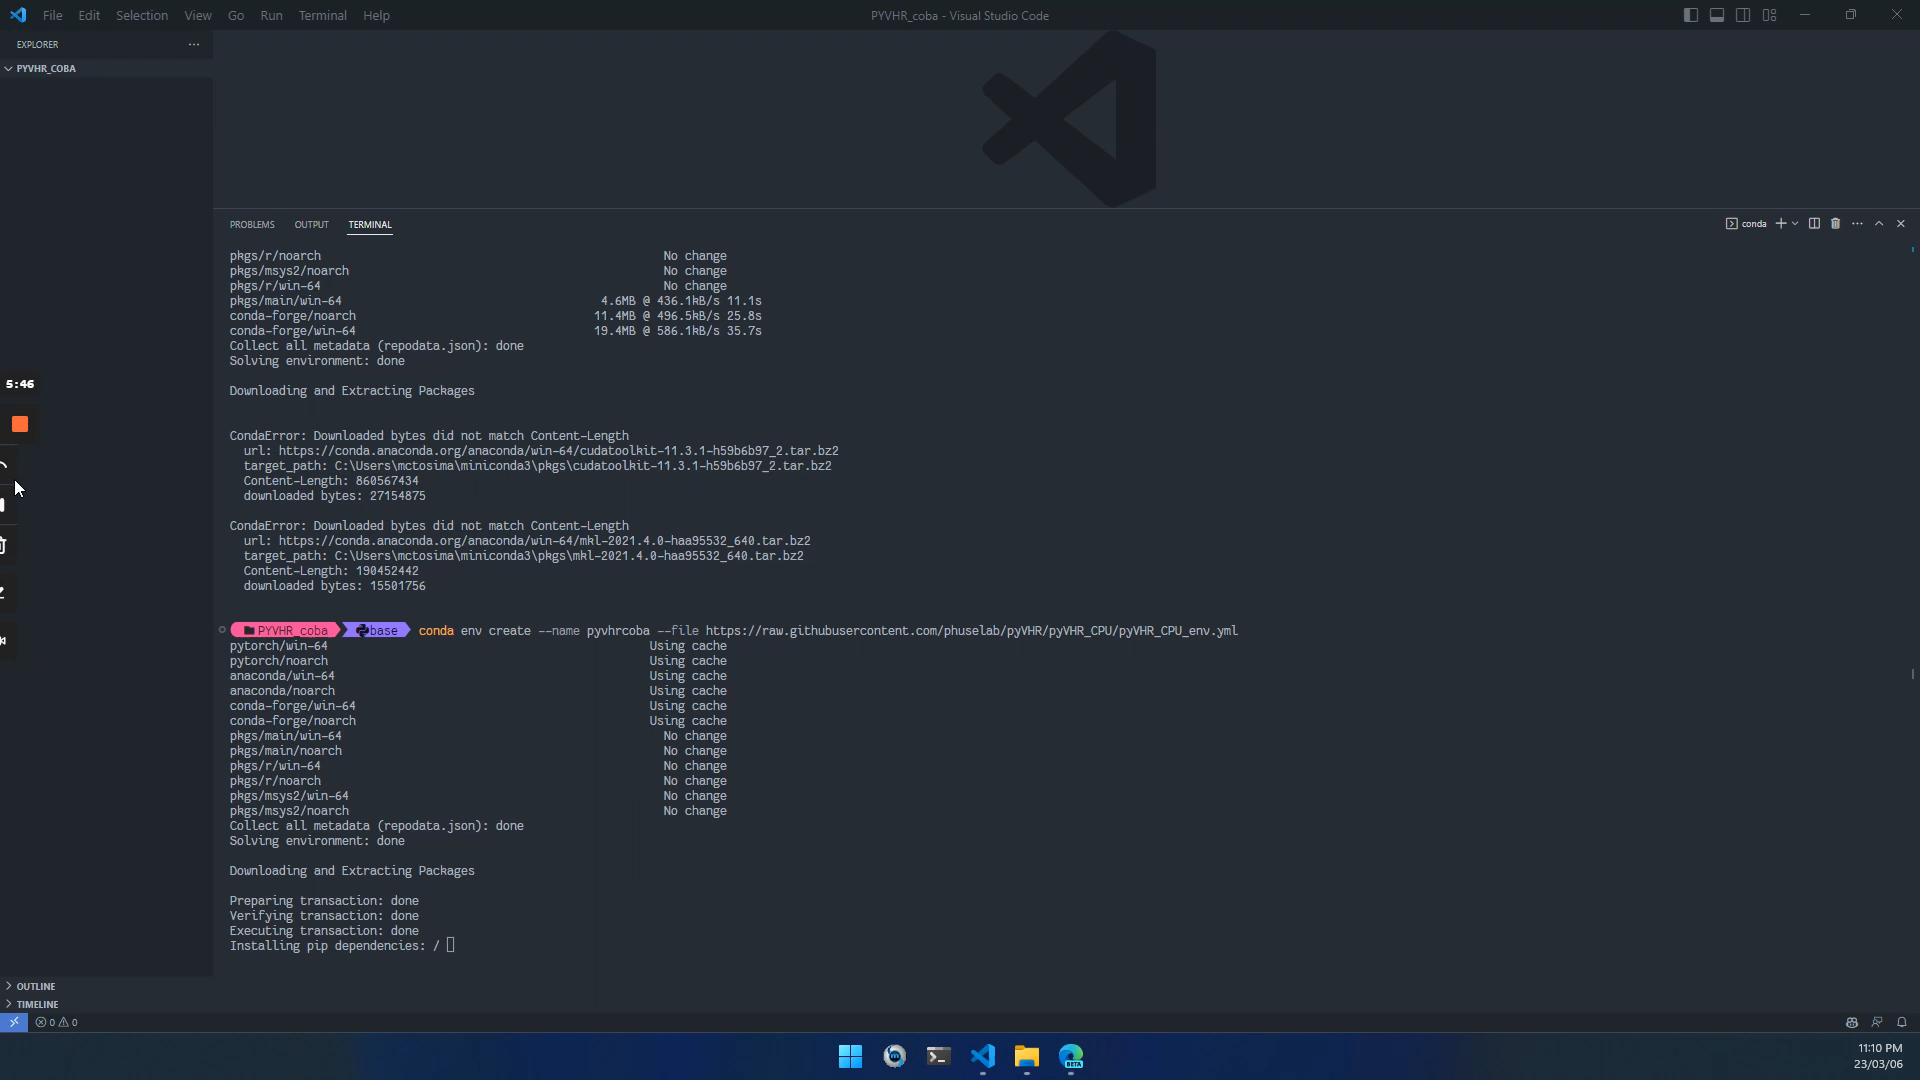 File Edit Selection View Go Run Terminal Help
PYVHR_coba - Visual Studio Code
EXPLORER
PYVHR_COBA
PROBLEMS OUTPUT TERMINAL
conda
pkgs/r/noarch No change
pkgs/msys2/noarch No change
pkgs/r/win-64 No change
pkgs/main/win-64 4.6MB @ 436.1kB/s 11.1s
conda-forge/noarch 11.4MB @ 496.5kB/s 25.8s
conda-forge/win-64 19.4MB @ 586.1kB/s 35.7s
Collect all metadata (repodata.json): done
Solving environment: done
Downloading and Extracting Packages
CondaError: Downloaded bytes did not match Content-Length
url: https://conda.anaconda.org/anaconda/win-64/cudatoolkit-11.3.1-h59b6b97_2.tar.bz2
target_path: C:\Users\mctosima\miniconda3\pkgs\cudatoolkit-11.3.1-h59b6b97_2.tar.bz2
Content-Length: 860567434
downloaded bytes: 27154875
CondaError: Downloaded bytes did not match Content-Length
url: https://conda.anaconda.org/anaconda/win-64/mkl-2021.4.0-haa95532_640.tar.bz2
target_path: C:\Users\mctosima\miniconda3\pkgs\mkl-2021.4.0-haa95532_640.tar.bz2
Content-Length: 190452442
downloaded bytes: 15501756
PYVHR_coba base conda env create --name pyvhrcoba --file https://raw.githubusercontent.com/phuselab/pyVHR/pyVHR_CPU/pyVHR_CPU_env.yml
pytorch/win-64 Using cache
pytorch/noarch Using cache
anaconda/win-64 Using cache
anaconda/noarch Using cache
conda-forge/win-64 Using cache
conda-forge/noarch Using cache
pkgs/main/win-64 No change
pkgs/main/noarch No change
pkgs/r/win-64 No change
pkgs/r/noarch No change
pkgs/msys2/win-64 No change
pkgs/msys2/noarch No change
Collect all metadata (repodata.json): done
Solving environment: done
Downloading and Extracting Packages
Preparing transaction: done
Verifying transaction: done
Executing transaction: done
Installing pip dependencies: /
5:46
OUTLINE
TIMELINE
0 0
BETA
11:10 PM
23/03/06